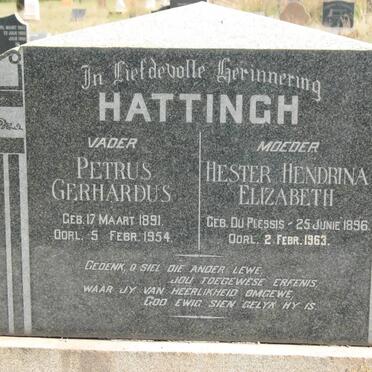 In Liefdevolle Herinnering
HATTINGH
VADER
PETRUS
GERHARDUS
GEB. 17 MAART 1891.
OORL. 5 FEBR. 1954.
MOEDER
HESTER HENDRINA
ELIZABETH
GEB. DU PLESSIS - 25 JUNIE 1896.
OORL. 2 FEBR. 1963.
GEDENK, O SIEL DIE ANDER LEWE,
JOU TOEGEWESE ERFENIS,
WAAR JY VAN HEERLIKHEID OMGEWE,
GOD EWIG SIEN GELYK HY IS.